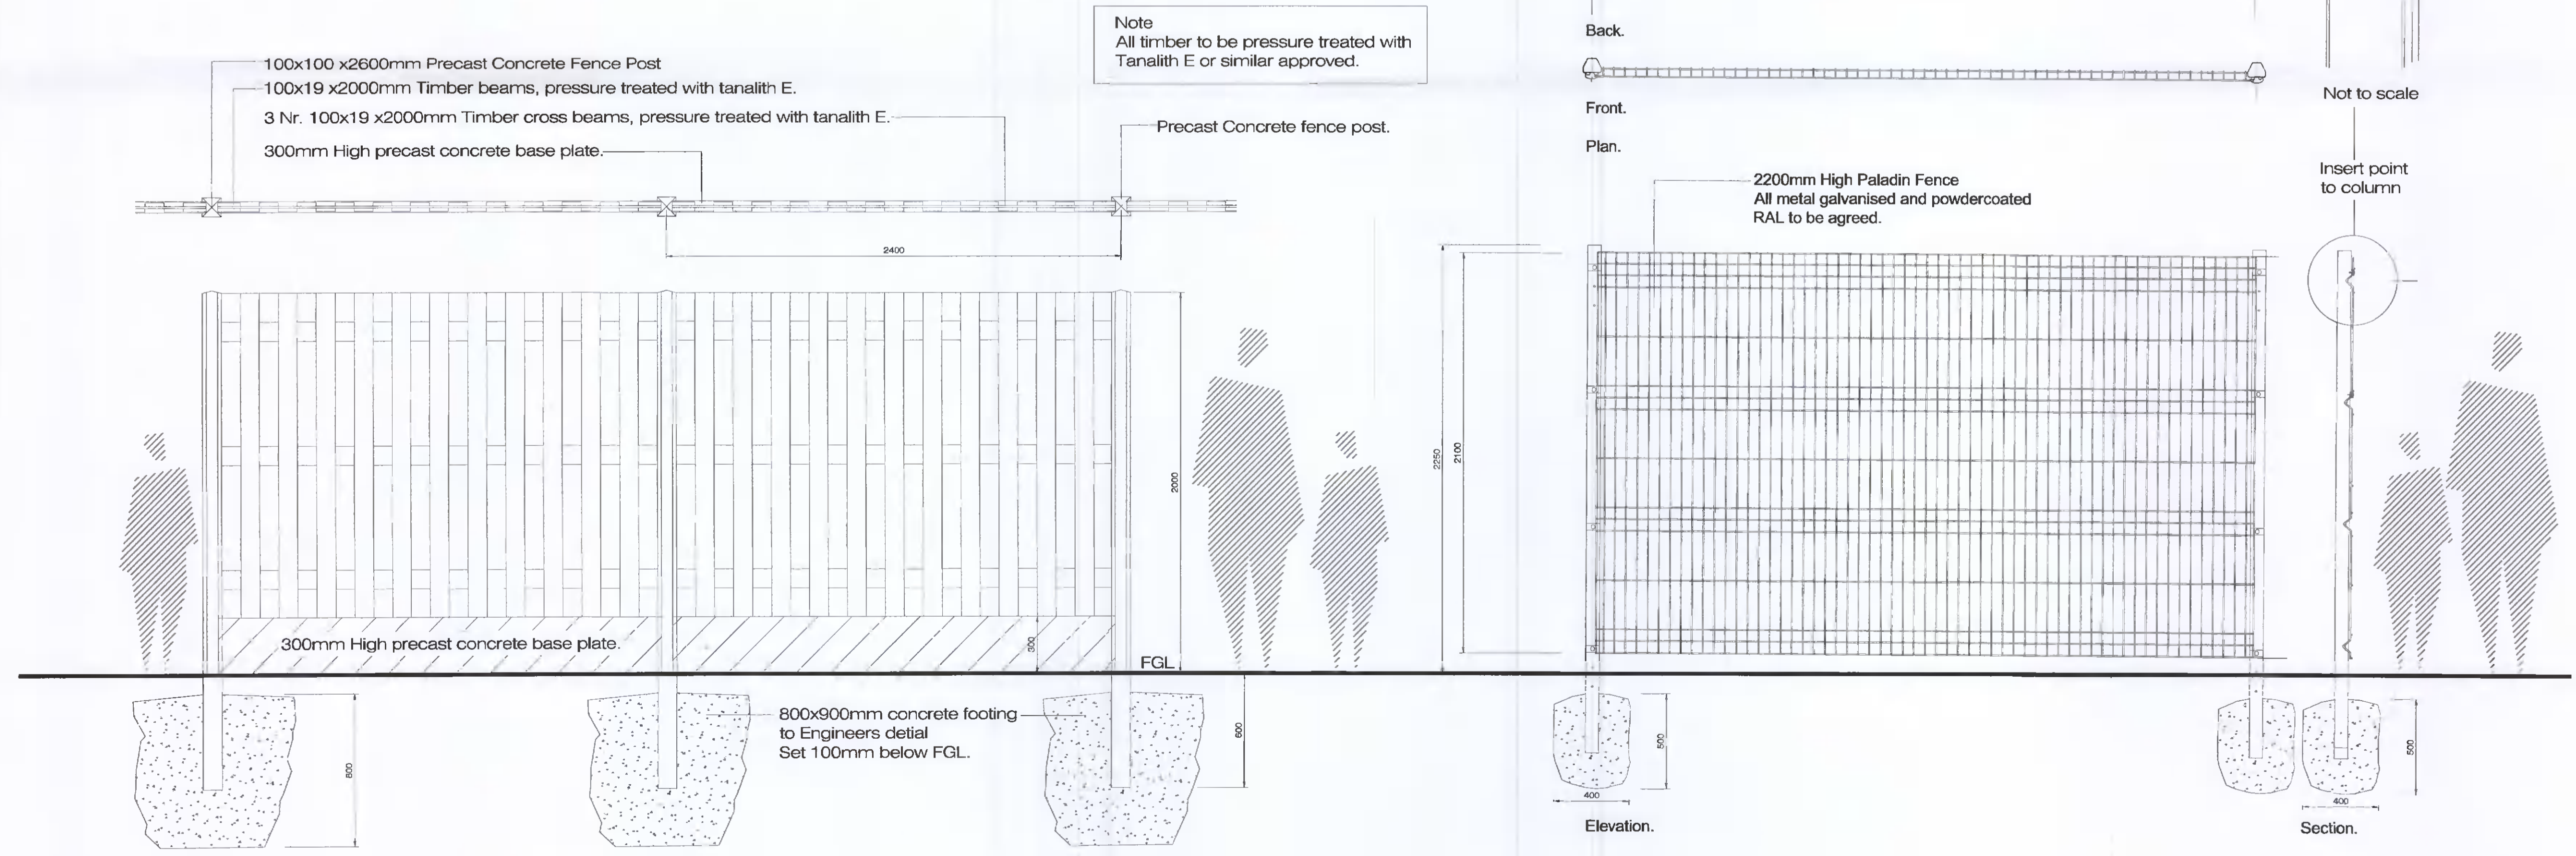 100x100 x2600mm Precast Concrete Fence Post
100x19 x2000mm Timber beams, pressure treated with tanalith E.
3 Nr. 100x19 x2000mm Timber cross beams, pressure treated with tanalith E.
300mm High precast concrete base plate.
Note
All timber to be pressure treated with
Tanalith E or similar approved.
Precast Concrete fence post.
2400
2000
300mm High precast concrete base plate.
300
FGL
800x900mm concrete footing
to Engineers detial
Set 100mm below FGL.
800
600
Back.
Front.
Plan.
2200mm High Paladin Fence
All metal galvanised and powdercoated
RAL to be agreed.
Not to scale
Insert point
to column
2250
2100
500
400
Elevation.
500
400
Section.